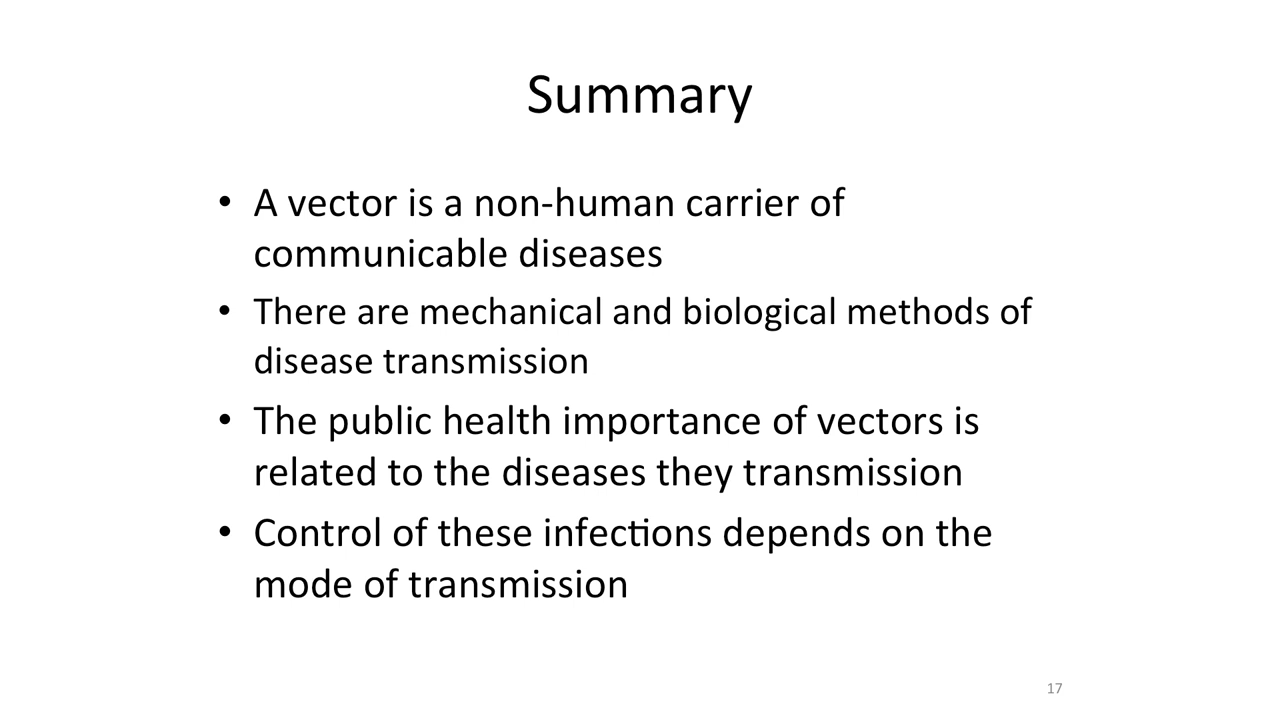 Summary
• A vector is a non-human carrier of
communicable diseases
• There are mechanical and biological methods of
disease transmission
• The public health importance of vectors is
related to the diseases they transmission
• Control of these infections depends on the
mode of transmission
17